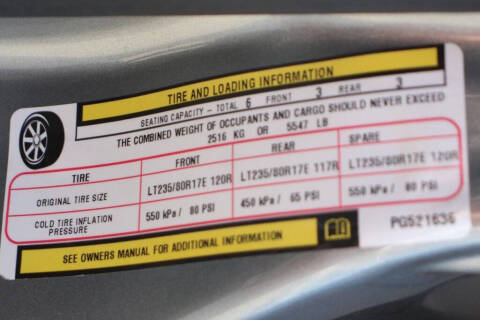 TIRE AND LOADING INFORMATION
SEATING CAPACITY - TOTAL 6 FRONT 3 REAR 3
THE COMBINED WEIGHT OF OCCUPANTS AND CARGO SHOULD NEVER EXCEED
2516 KG OR 5547 LB
TIRE FRONT REAR SPARE
ORIGINAL TIRE SIZE LT235/80R17E 120R LT235/80R17E 117R LT235/80R17E 120R
COLD TIRE INFLATION PRESSURE 550 kPa / 80 PSI 450 kPa / 65 PSI 550 kPa / 80 PSI
SEE OWNERS MANUAL FOR ADDITIONAL INFORMATION
PG521636